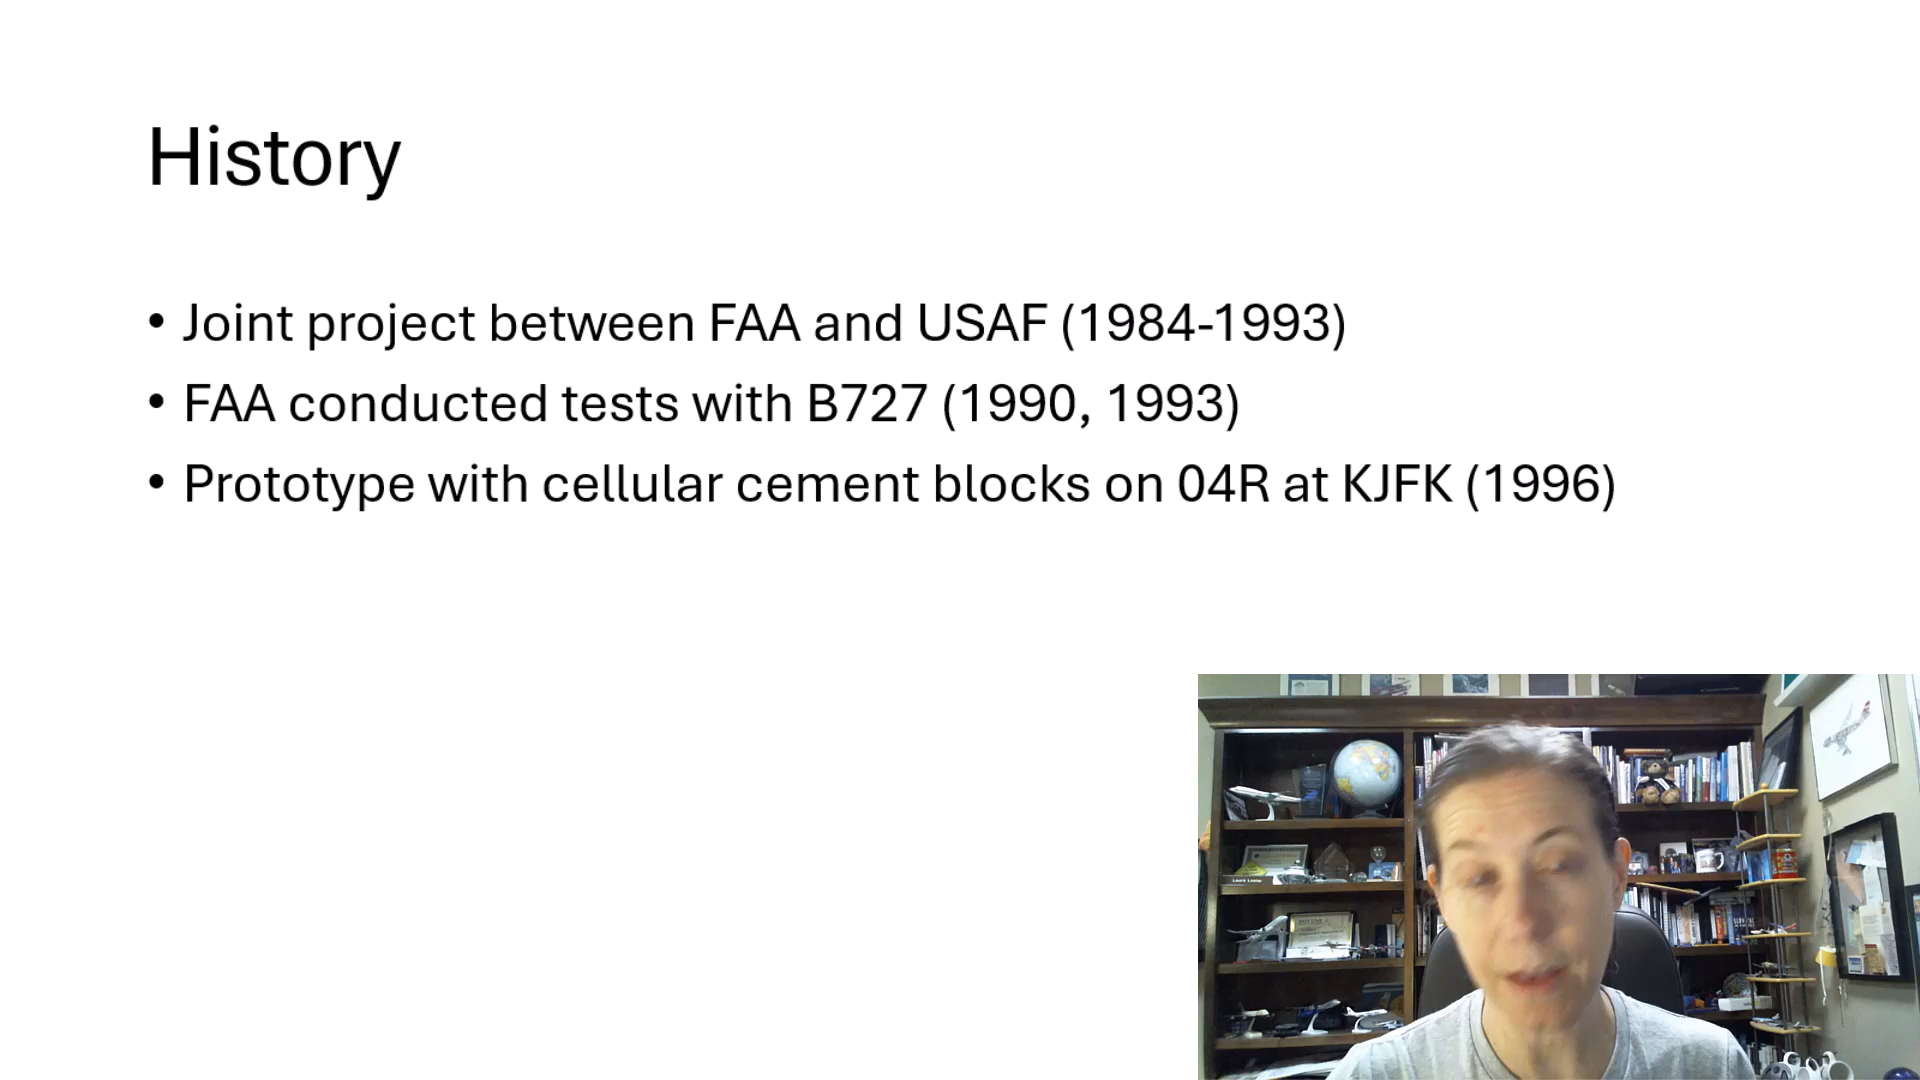 History
• Joint project between FAA and USAF (1984-1993)
• FAA conducted tests with B727 (1990, 1993)
• Prototype with cellular cement blocks on 04R at KJFK (1996)